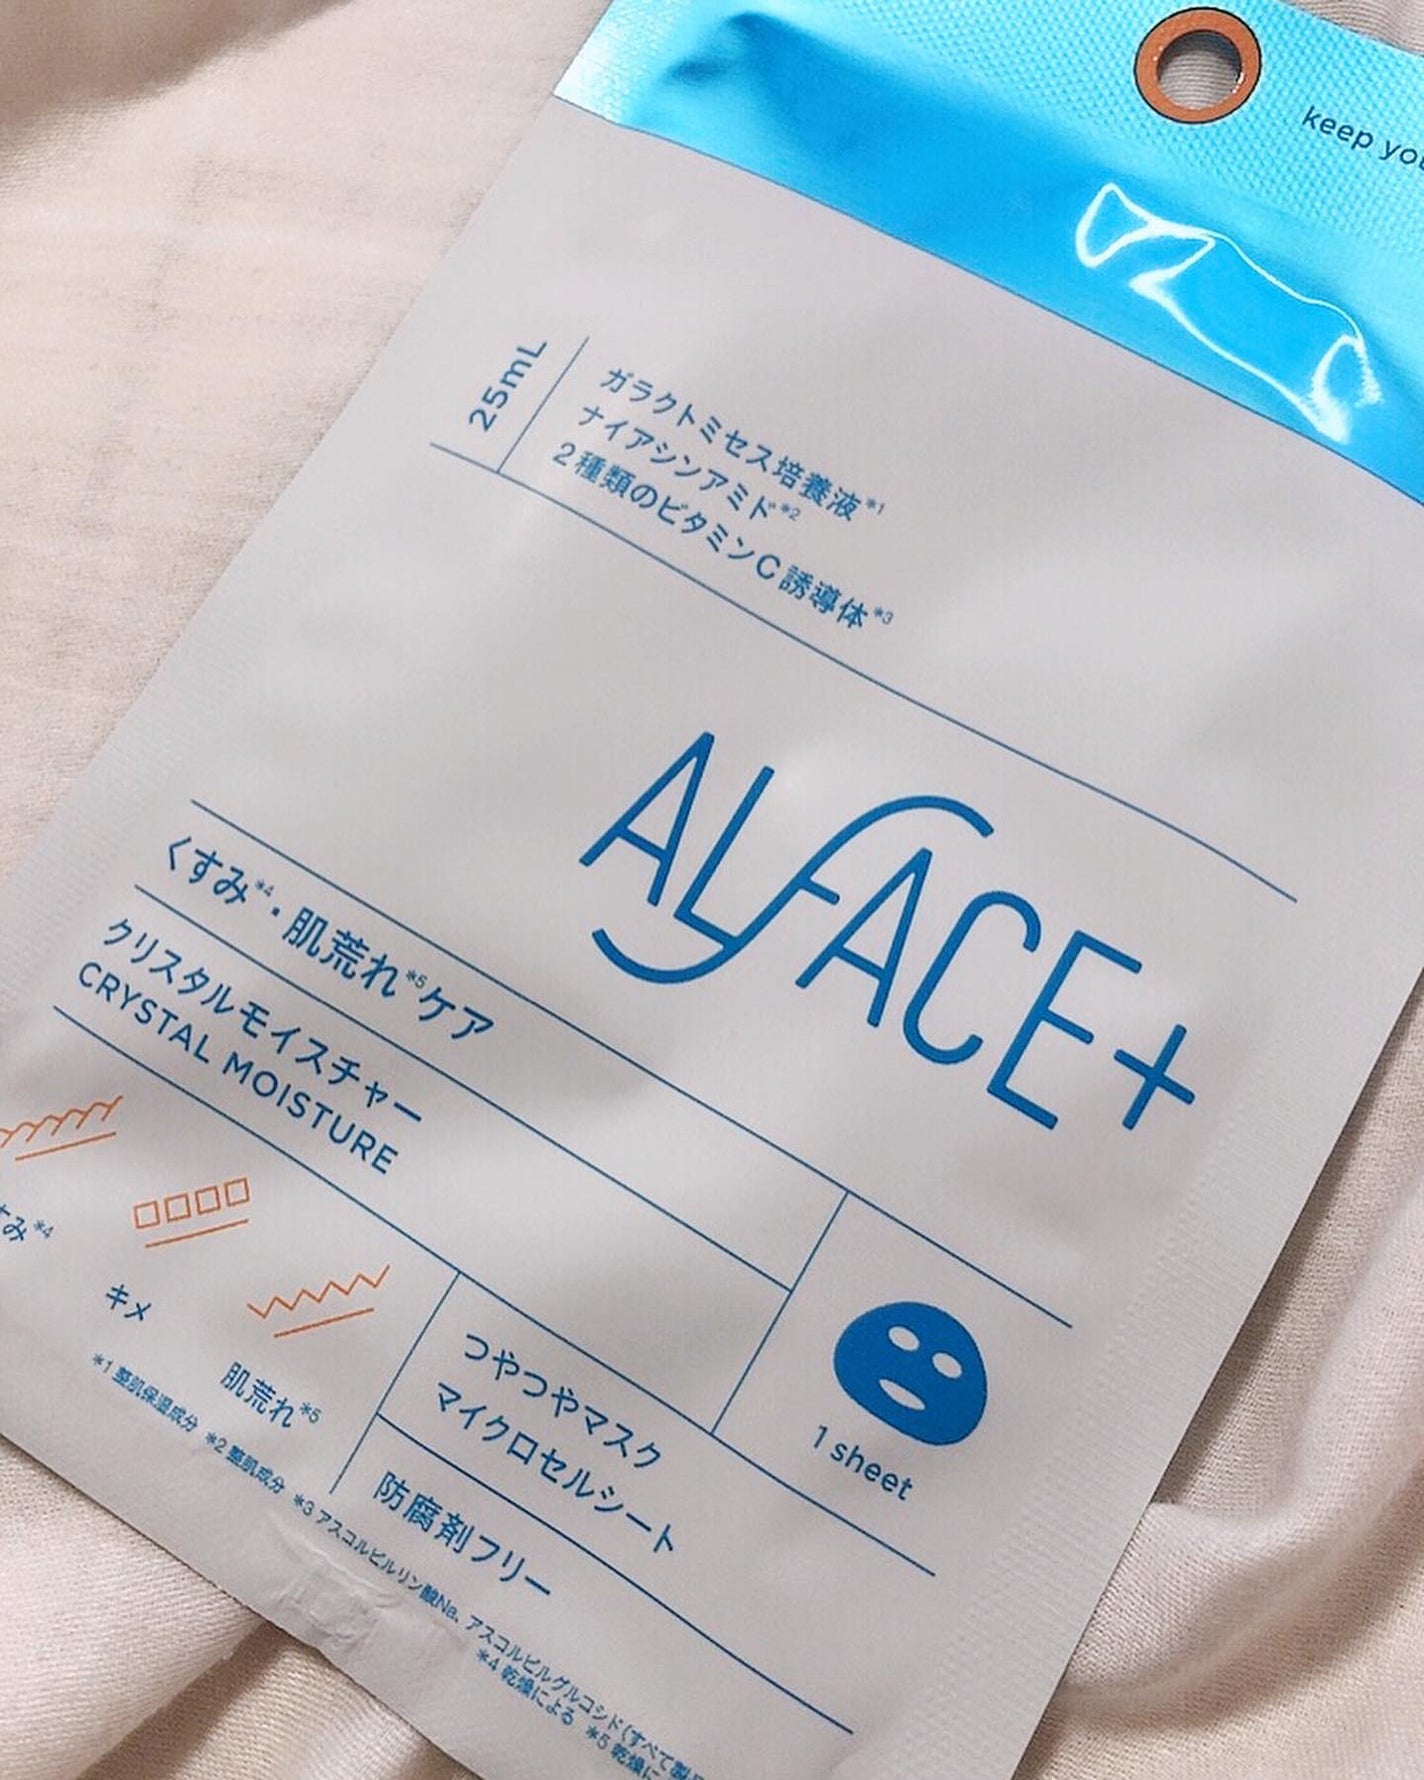 keep
25mL
ガラクトミセス培養液*1
ナイアシンアミド*2
2種類のビタミンC誘導体*3
ALFACE+
くすみ*4・肌荒れ*5ケア
クリスタルモイスチャー
CRYSTAL MOISTURE
すみ*4
キメ
肌荒れ*5
つやつやマスク
マイクロセルシート
防腐剤フリー
1 sheet
*1 整肌保湿成分 *2 整肌成分 *3 アスコルビルリン酸Na、アスコルビルグルコシド(すべて製
*4 乾燥による *5 乾燥に